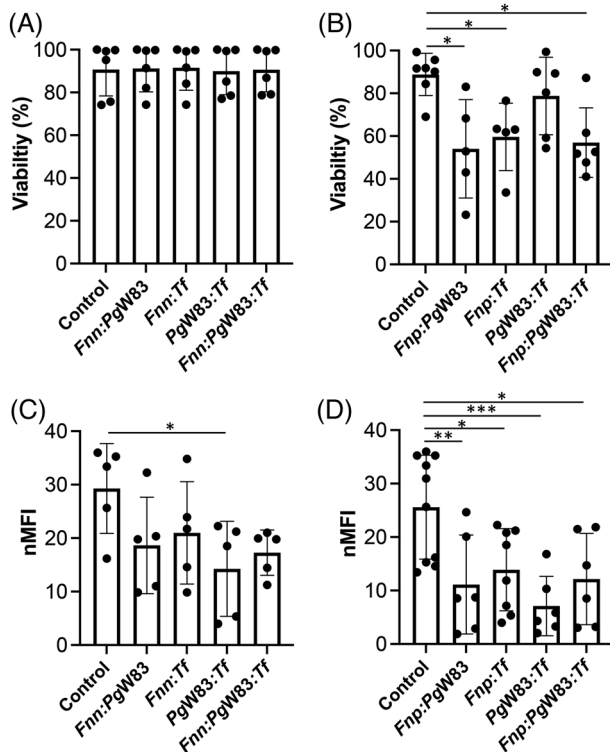 (A)
Viabiltiy (%)
100
80
60
40
20
0
Control
Fnn:PgW83
Fnn:Tf
PgW83:Tf
Fnn:PgW83:Tf
(B)
*
*
*
Viability (%)
100
80
60
40
20
0
Control
Fnp:PgW83
Fnp:Tf
PgW83:Tf
Fnp:PgW83:Tf
(C)
*
nMFI
40
30
20
10
0
Control
Fnn:PgW83
Fnn:Tf
PgW83:Tf
Fnn:PgW83:Tf
(D)
*
***
*
**
nMFI
40
30
20
10
0
Control
Fnp:PgW83
Fnp:Tf
PgW83:Tf
Fnp:PgW83:Tf